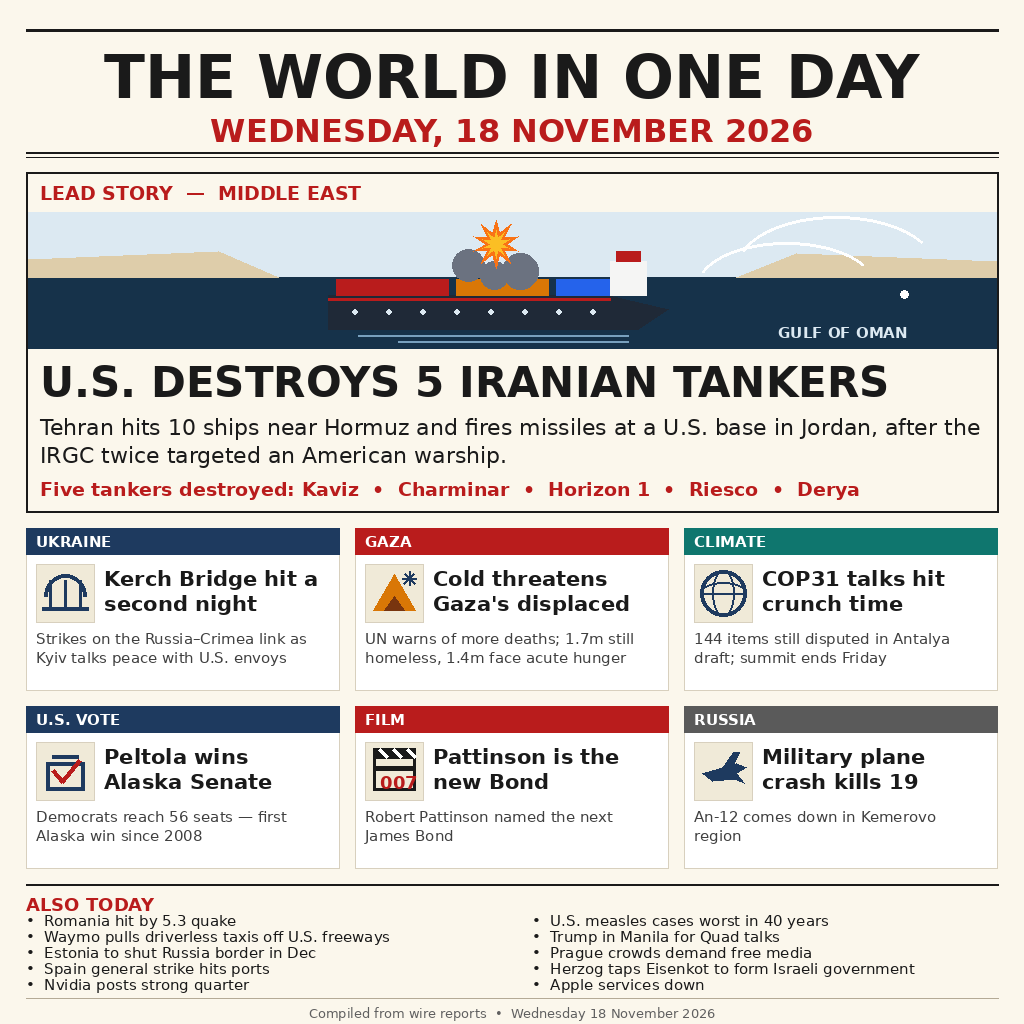 THE WORLD IN ONE DAY
WEDNESDAY, 18 NOVEMBER 2026
LEAD STORY — MIDDLE EAST
GULF OF OMAN
U.S. DESTROYS 5 IRANIAN TANKERS
Tehran hits 10 ships near Hormuz and fires missiles at a U.S. base in Jordan, after the
IRGC twice targeted an American warship.
Five tankers destroyed: Kaviz • Charminar • Horizon 1 • Riesco • Derya
UKRAINE
Kerch Bridge hit a
second night
Strikes on the Russia–Crimea link as
Kyiv talks peace with U.S. envoys
GAZA
Cold threatens
Gaza's displaced
UN warns of more deaths; 1.7m still
homeless, 1.4m face acute hunger
CLIMATE
COP31 talks hit
crunch time
144 items still disputed in Antalya
draft; summit ends Friday
U.S. VOTE
Peltola wins
Alaska Senate
Democrats reach 56 seats — first
Alaska win since 2008
FILM
007
Pattinson is the
new Bond
Robert Pattinson named the next
James Bond
RUSSIA
Military plane
crash kills 19
An-12 comes down in Kemerovo
region
ALSO TODAY
• Romania hit by 5.3 quake
• Waymo pulls driverless taxis off U.S. freeways
• Estonia to shut Russia border in Dec
• Spain general strike hits ports
• Nvidia posts strong quarter
• U.S. measles cases worst in 40 years
• Trump in Manila for Quad talks
• Prague crowds demand free media
• Herzog taps Eisenkot to form Israeli government
• Apple services down
Compiled from wire reports • Wednesday 18 November 2026